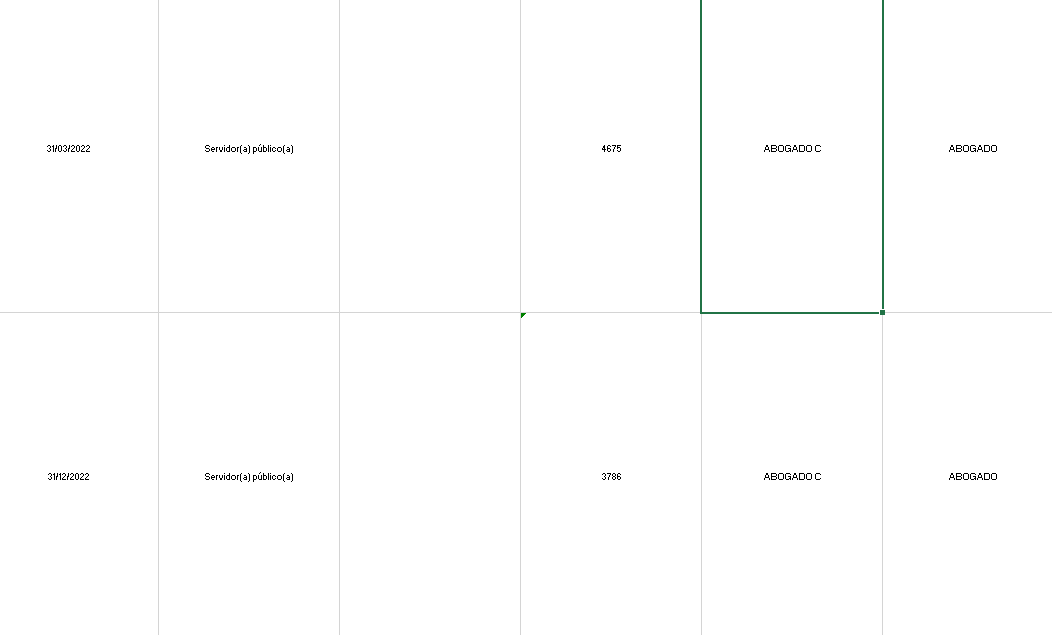 31/03/2022 Servidor(a) público(a) 4675 ABOGADO C ABOGADO
31/12/2022 Servidor(a) público(a) 3786 ABOGADO C ABOGADO